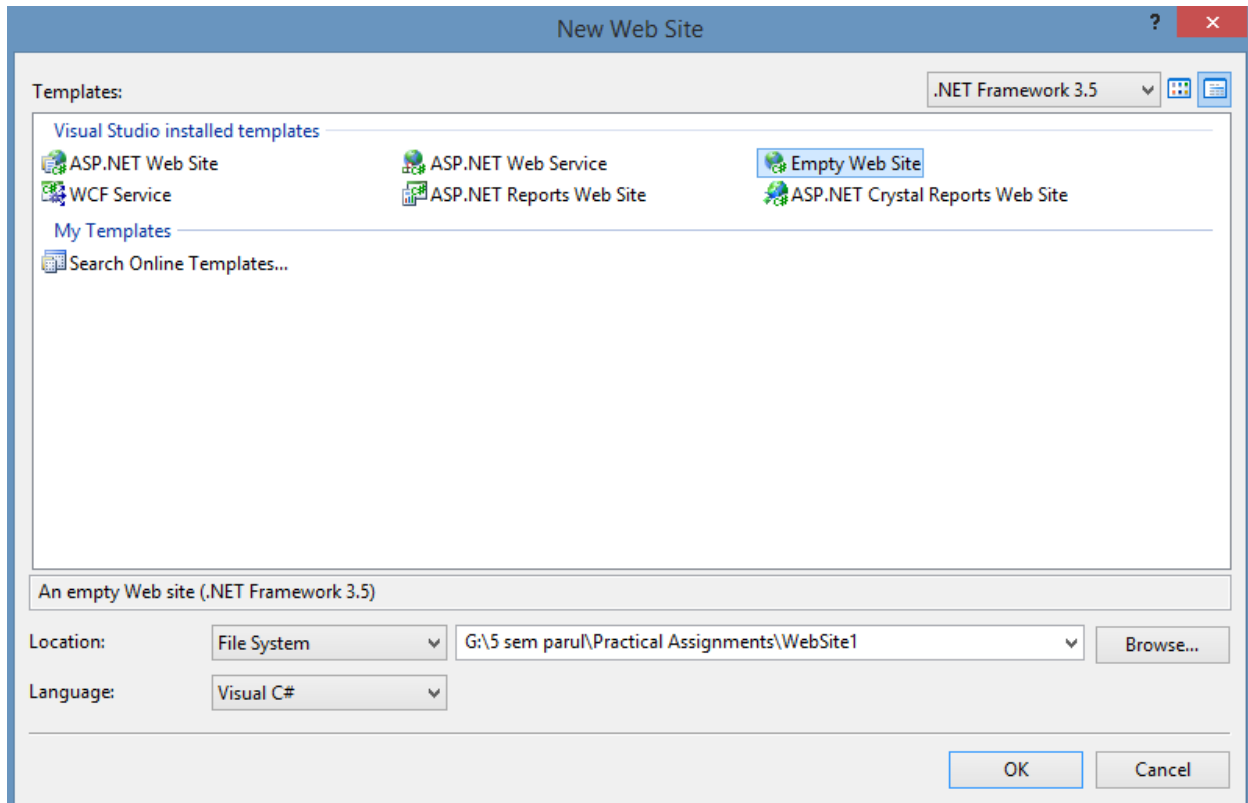 New Web Site
?
Templates:
.NET Framework 3.5
Visual Studio installed templates
ASP.NET Web Site
ASP.NET Web Service
Empty Web Site
WCF Service
ASP.NET Reports Web Site
ASP.NET Crystal Reports Web Site
My Templates
Search Online Templates...
An empty Web site (.NET Framework 3.5)
Location:
File System
G:\5 sem parul\Practical Assignments\WebSite1
Browse...
Language:
Visual C#
OK
Cancel